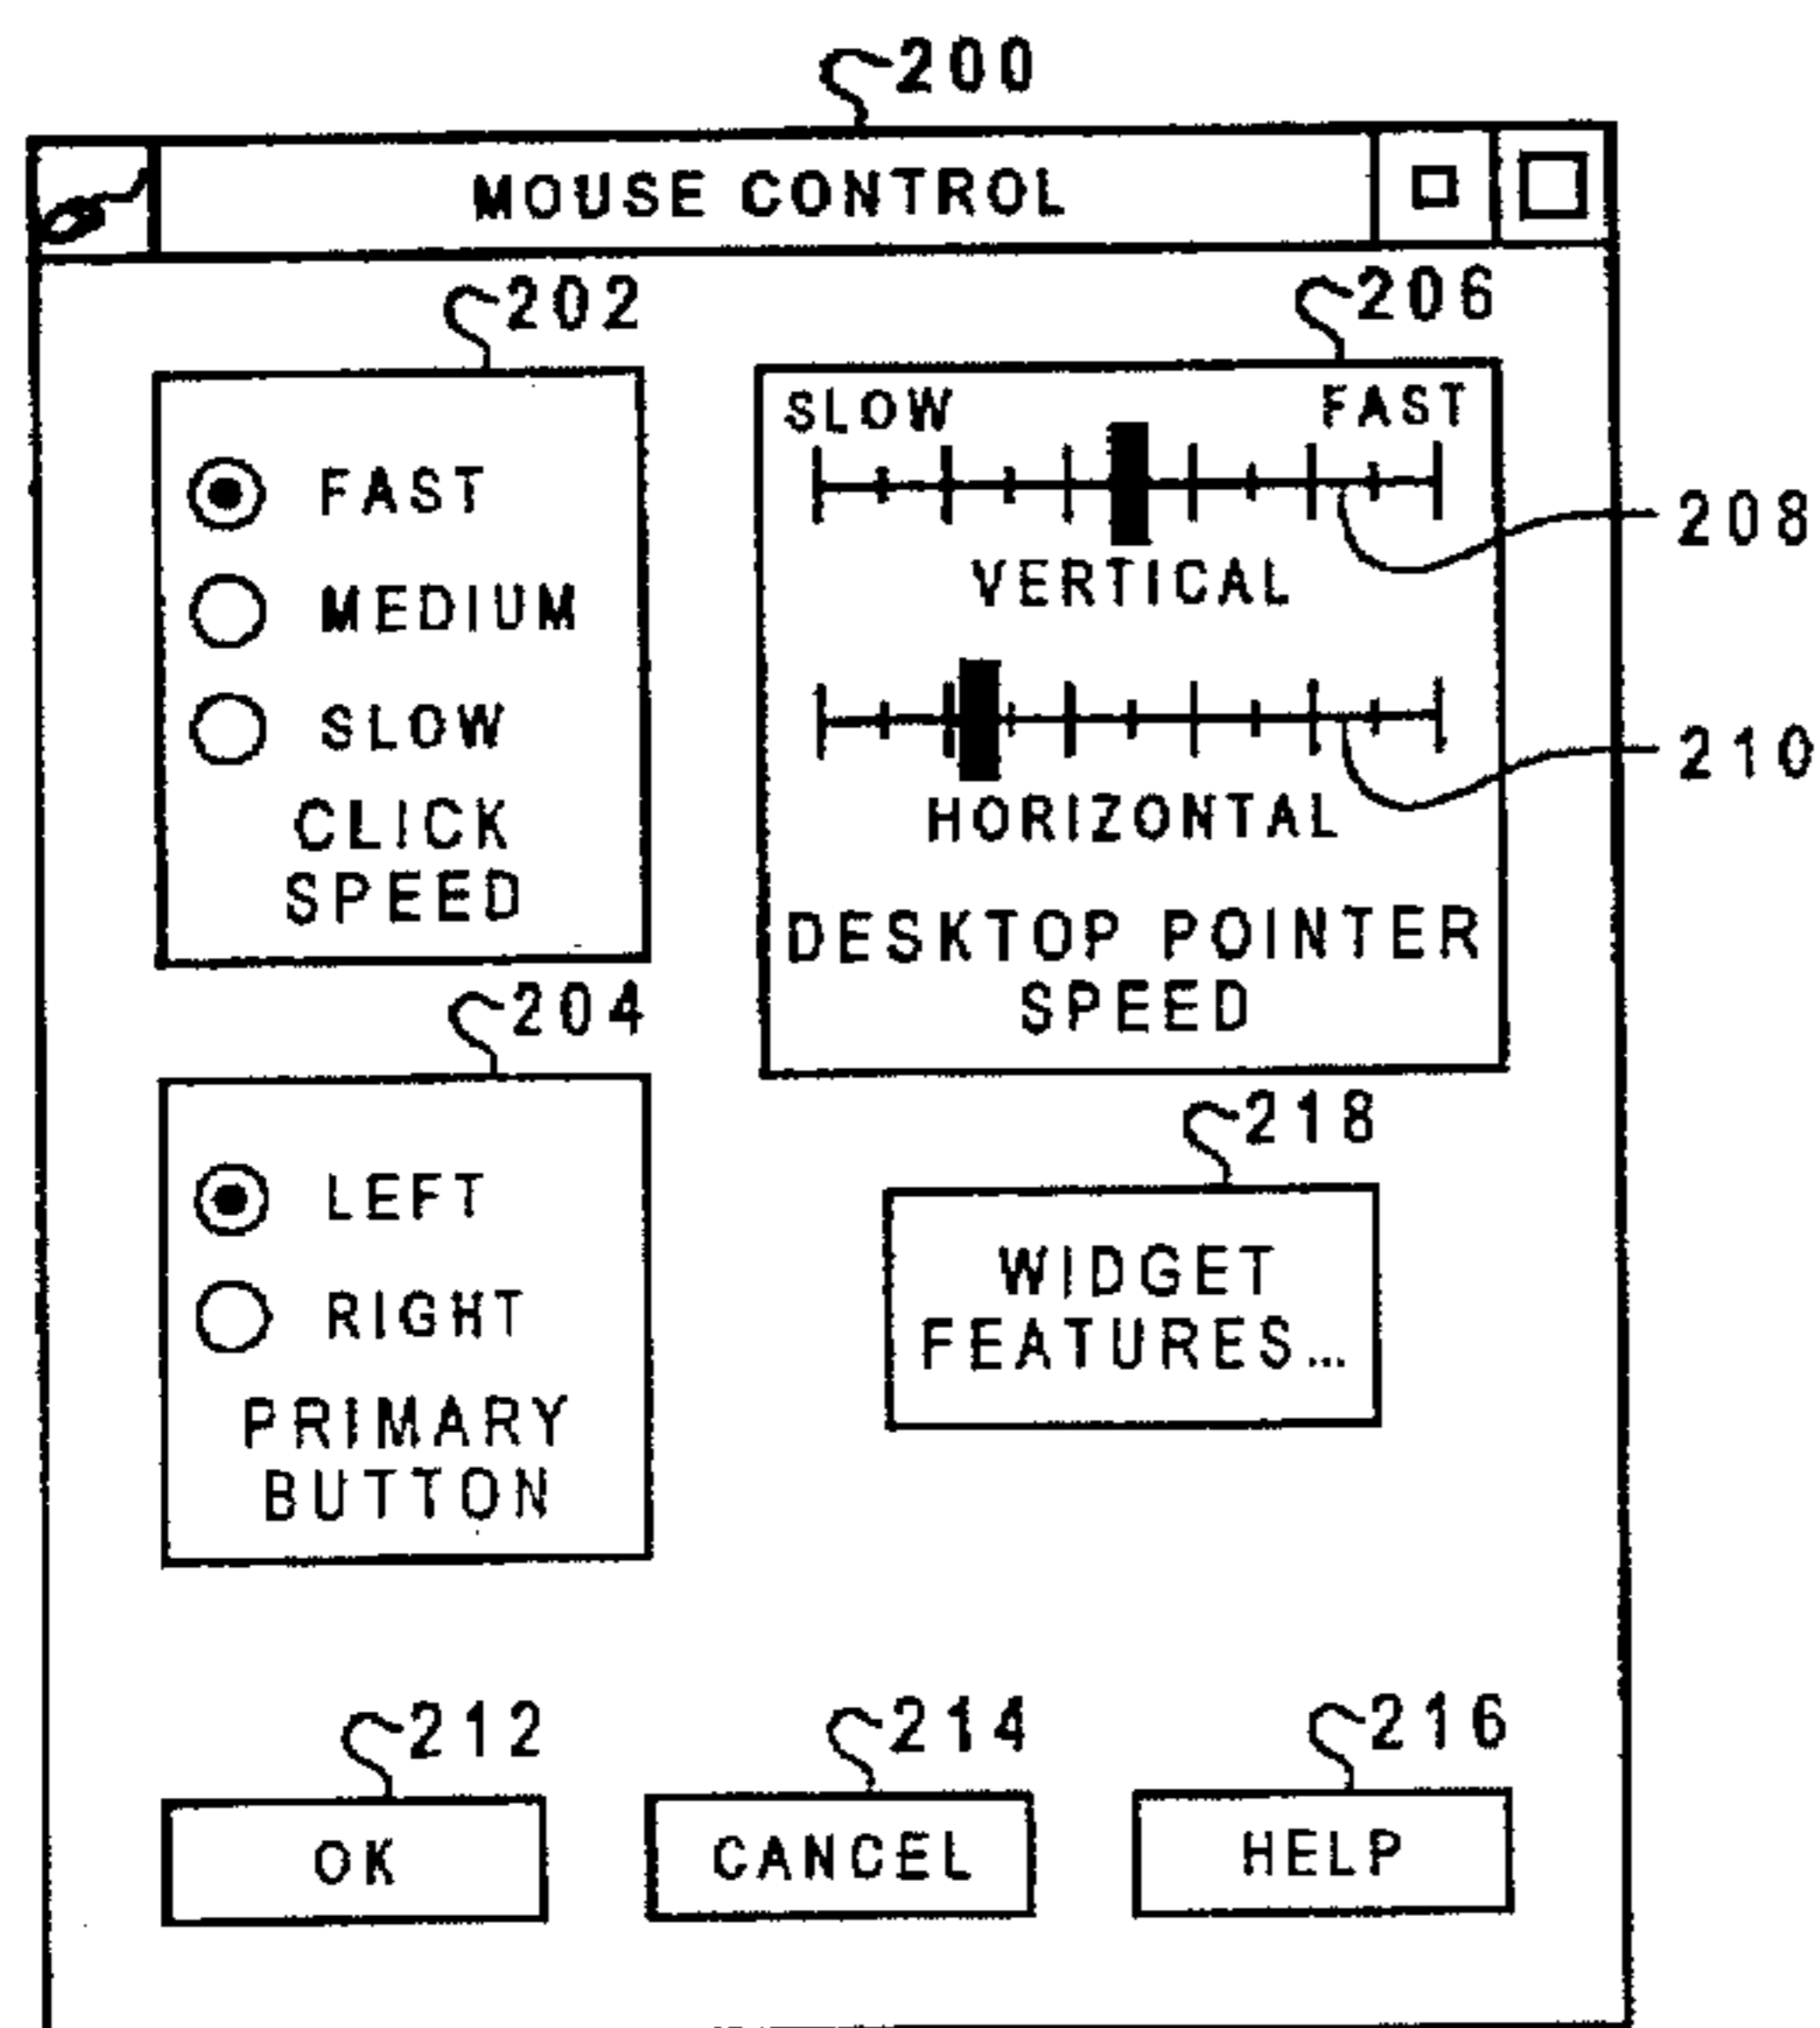 200
MOUSE CONTROL
202
FAST
MEDIUM
SLOW
CLICK
SPEED
206
SLOW FAST
208
VERTICAL
210
HORIZONTAL
DESKTOP POINTER
SPEED
204
LEFT
RIGHT
PRIMARY
BUTTON
218
WIDGET
FEATURES...
212
OK
214
CANCEL
216
HELP